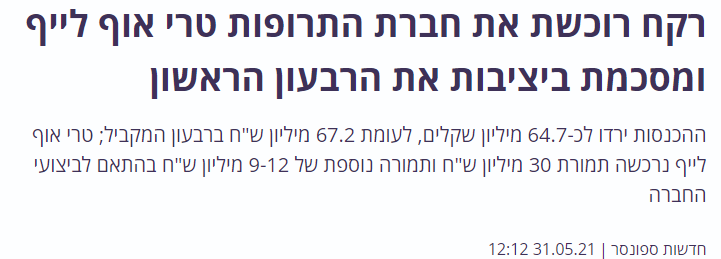 רקח רוכשת את חברת התרופות טרי אוף לייף
ומסכמת ביציבות את הרבעון הראשון
ההכנסות ירדו לכ-64.7 מיליון שקלים, לעומת 67.2 מיליון ש"ח ברבעון המקביל; טרי אוף
לייף נרכשה תמורת 30 מיליון ש"ח ותמורה נוספת של 9-12 מיליון ש"ח בהתאם לביצועי
החברה
חדשות ספונסר | 31.05.21 12:12